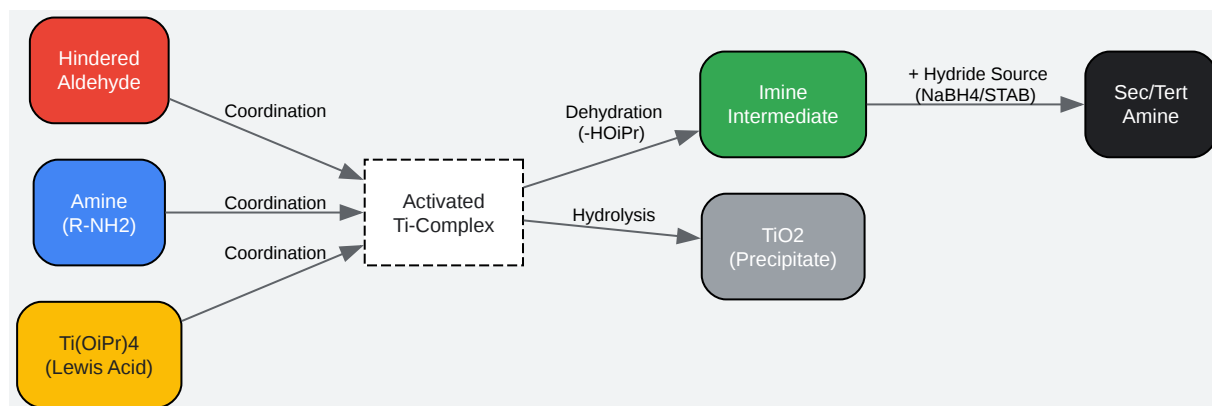 Hindered
Aldehyde
Coordination
Amine
(R-NH2)
Coordination
Coordination
Ti(OiPr)4
(Lewis Acid)
Activated
Ti-Complex
Dehydration
(-HOiPr)
Hydrolysis
Imine
Intermediate
TiO2
(Precipitate)
+ Hydride Source
(NaBH4/STAB)
Sec/Tert
Amine